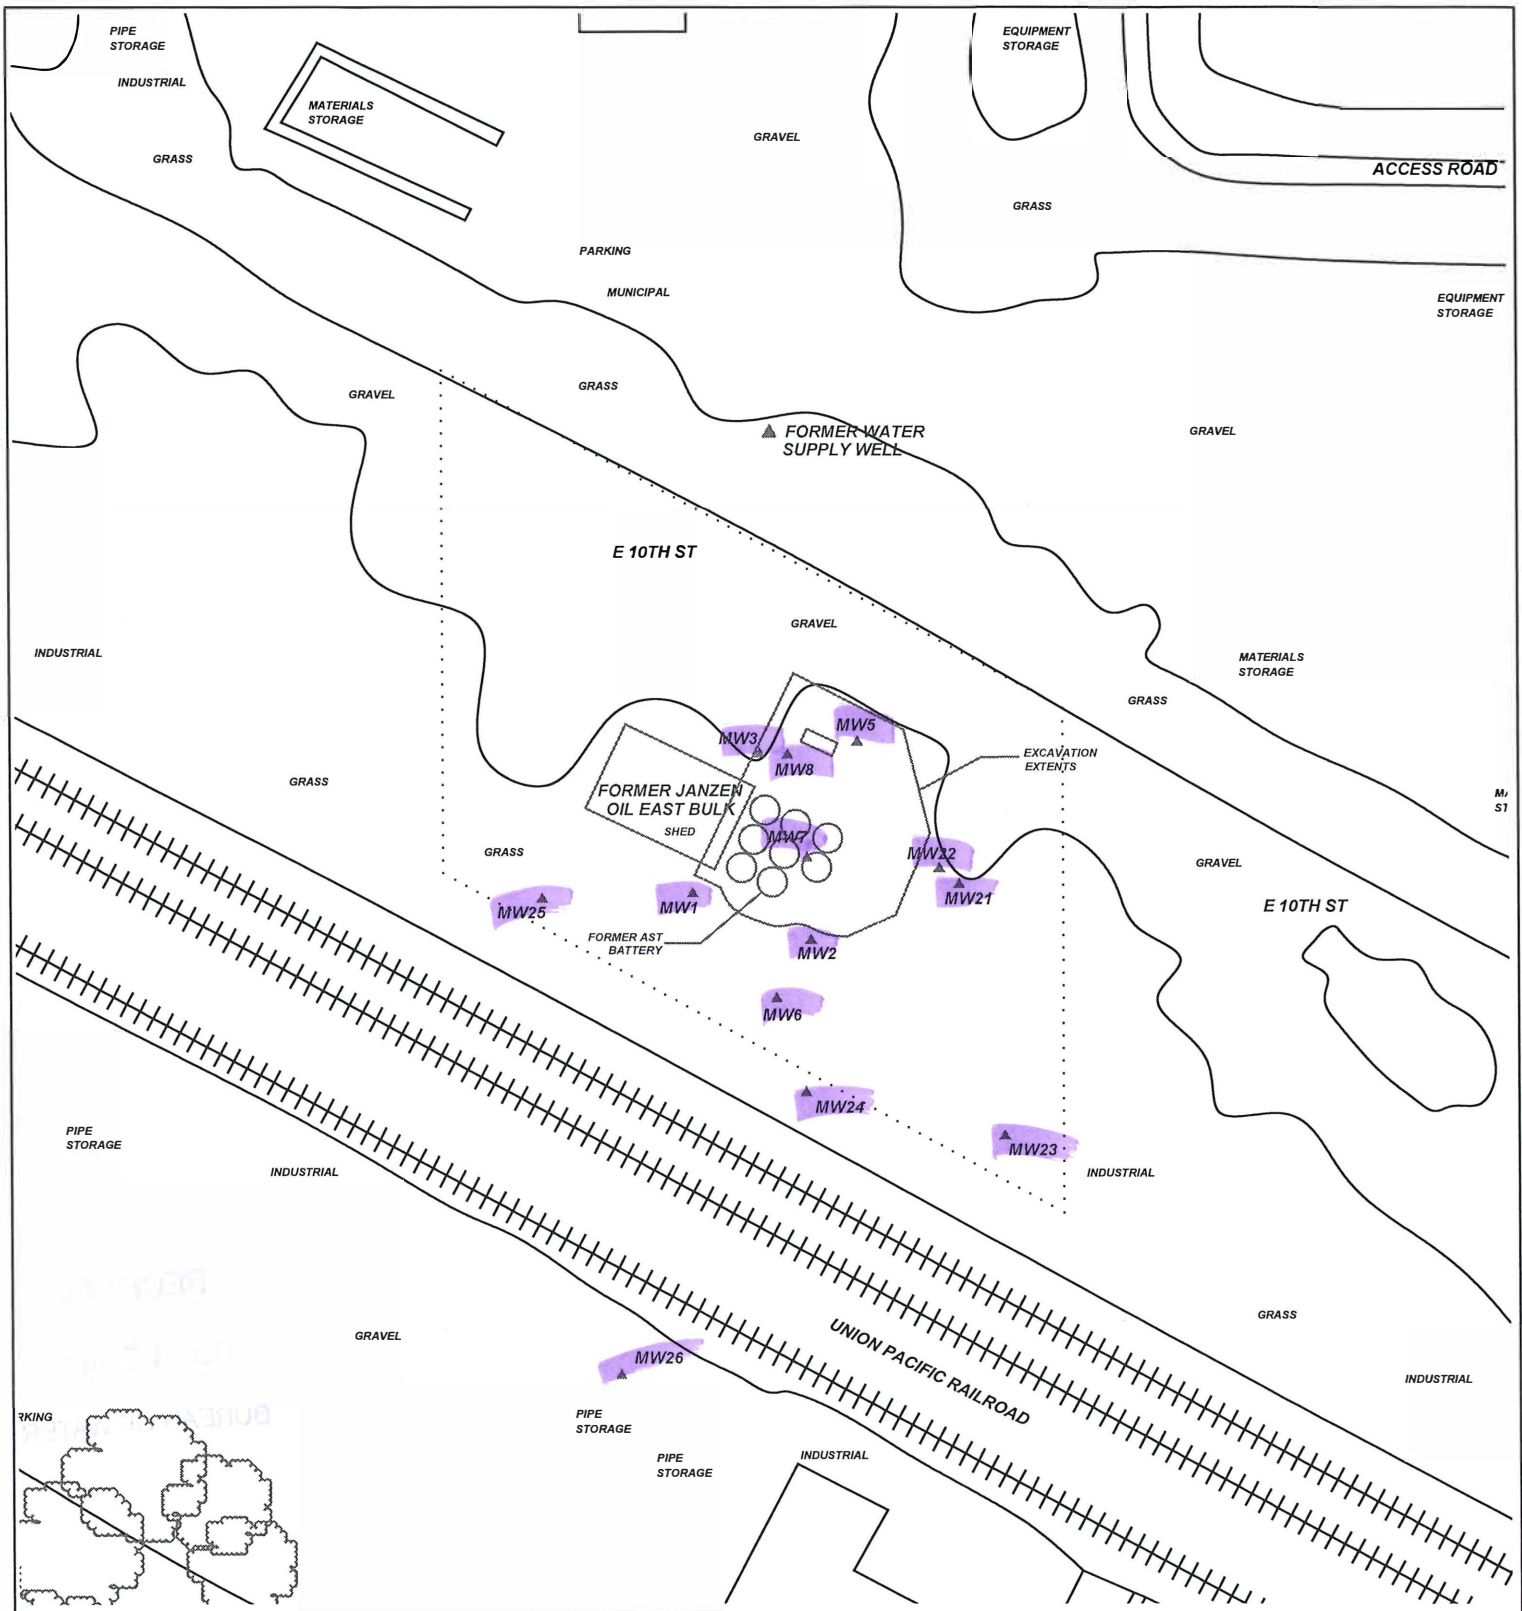 PIPE
STORAGE
EQUIPMENT
STORAGE
INDUSTRIAL
MATERIALS
STORAGE
GRAVEL
GRASS
ACCESS ROAD
GRASS
PARKING
MUNICIPAL
EQUIPMENT
STORAGE
GRASS
GRAVEL
FORMER WATER
SUPPLY WELL
GRAVEL
E 10TH ST
GRAVEL
INDUSTRIAL
MATERIALS
STORAGE
GRASS
MW5
MW3
EXCAVATION
EXTENTS
MW8
GRASS
FORMER JANZEN
OIL EAST BULK
SHED
MW7
GRASS
MW22
GRAVEL
MW21
MW25
MW1
E 10TH ST
FORMER AST
BATTERY
MW2
MW6
MW24
PIPE
STORAGE
MW23
INDUSTRIAL
INDUSTRIAL
GRASS
GRAVEL
MW26
UNION PACIFIC RAILROAD
INDUSTRIAL
RKING
PIPE
STORAGE
PIPE
STORAGE
INDUSTRIAL